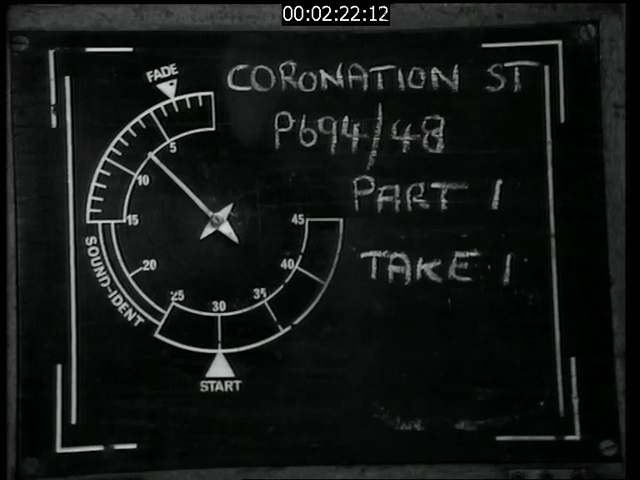 00:02:22:12
CORONATION ST
P694/48
PART 1
TAKE 1
FADE
5
10
15
20
25
30
35
40
45
SOUND-IDENT
START